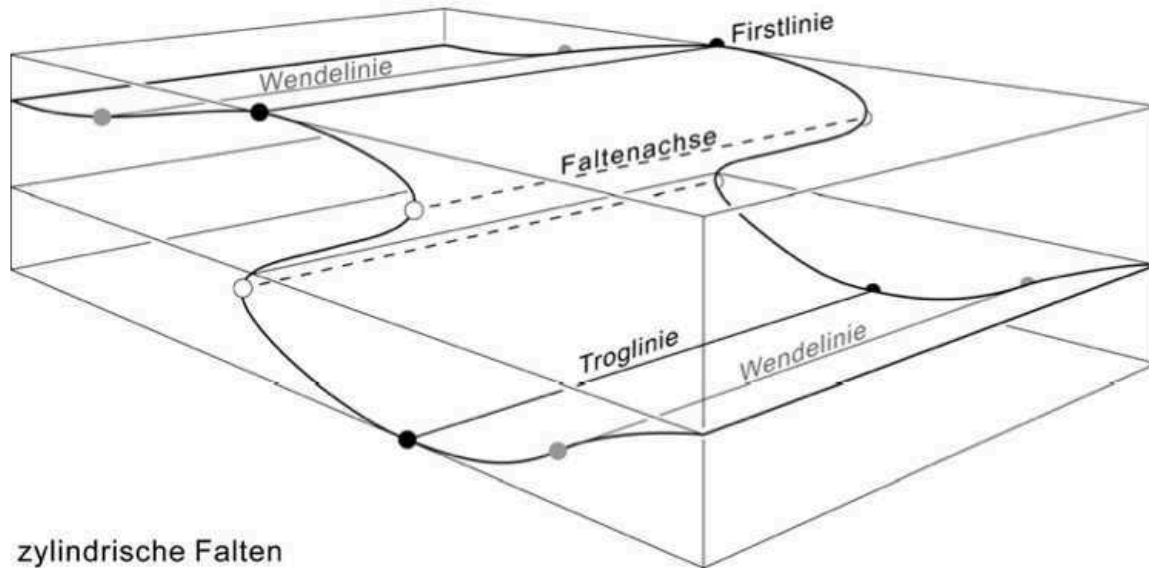 Firstlinie
Wendelinie
Faltenachse
Troglinie
Wendelinie
zylindrische Falten